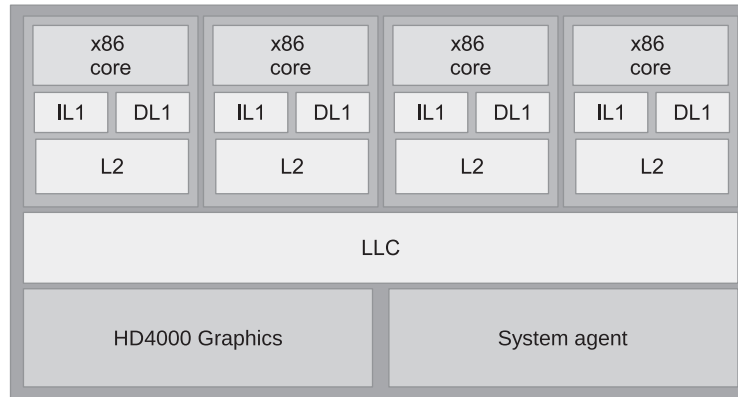 x86
core
x86
core
x86
core
x86
core
IL1 DL1 IL1 DL1 IL1 DL1 IL1 DL1
L2 L2 L2 L2
LLC
HD4000 Graphics System agent